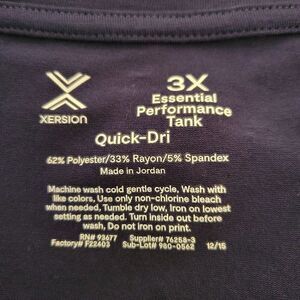 XERSION
3X
Essential
Performance
Tank
Quick-Dri
62% Polyester/33% Rayon/5% Spandex
Made in Jordan
Machine wash cold gentle cycle, Wash with
like colors, Use only non-chlorine bleach
when needed, Tumble dry low, Iron on lowest
setting as needed. Turn inside out before
wash, Do not iron on print.
RN# 93677 Supplier# 76258-3
Factory# F22403 Sub-Lot# 980-0562 12/15